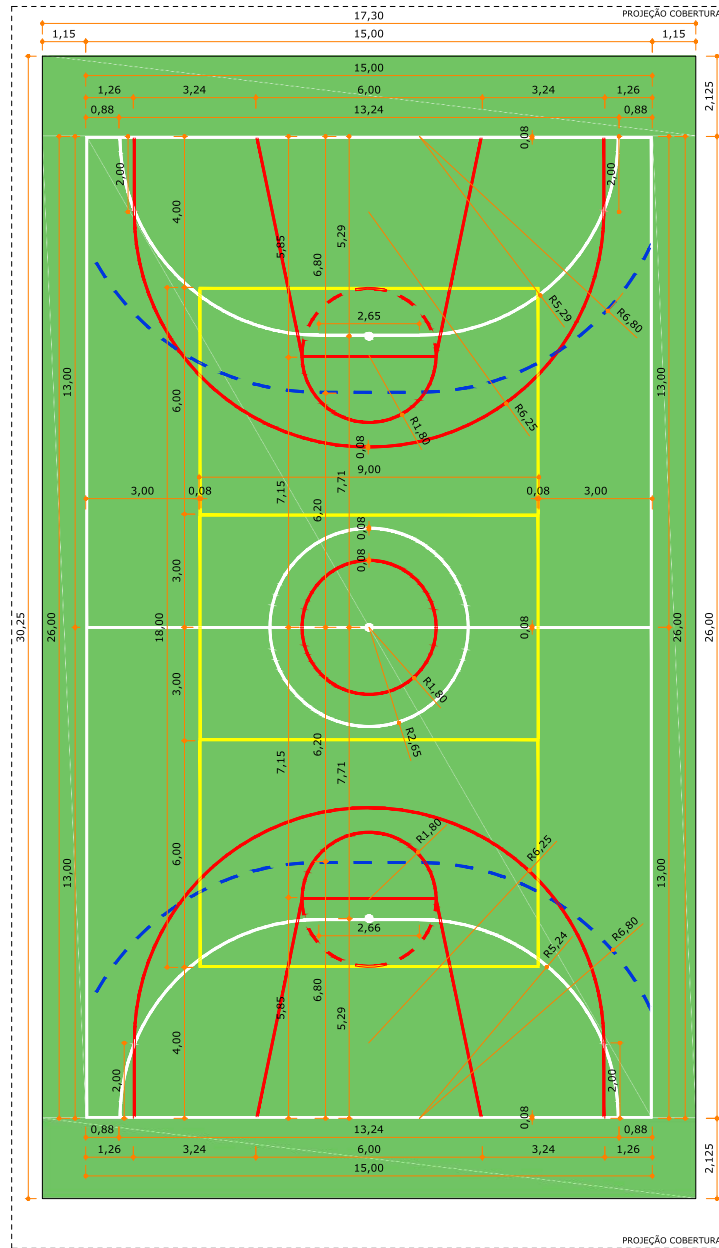 PROJEÇÃO COBERTURA
17,30
1,15 15,00 1,15
15,00
1,26 3,24 6,00 3,24 1,26
0,88 13,24 0,88
2,125
0,08
2,00 2,00
4,00
5,85
6,80
5,29
2,65
R5,29
R6,80
R6,25
R1,80
13,00 13,00
6,00
0,08
9,00
7,15
6,20
7,71
3,00 0,08 0,08 3,00
0,08
0,08
3,00
30,25
26,00
18,00
0,08
26,00
26,00
3,00
R1,80
R2,65
7,15
6,20
7,71
R1,80
R6,25
6,00
13,00 13,00
R5,24
R6,80
2,66
5,85
6,80
5,29
4,00
2,00 2,00
0,08
0,88 13,24 0,88
1,26 3,24 6,00 3,24 1,26
15,00
2,125
PROJEÇÃO COBERTURA